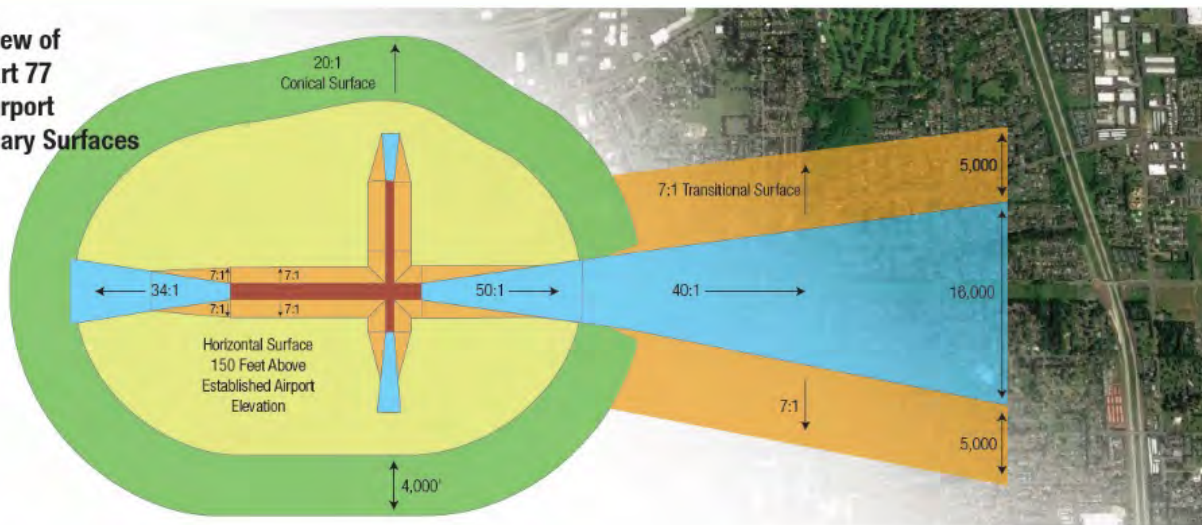 ew of
rt 77
rport
ary Surfaces
20:1
Conical Surface
7:1 Transitional Surface
5,000
7:1
7:1
34:1
50:1
40:1
16,000
7:1
7:1
Horizontal Surface
150 Feet Above
Established Airport
Elevation
7:1
5,000
4,000'